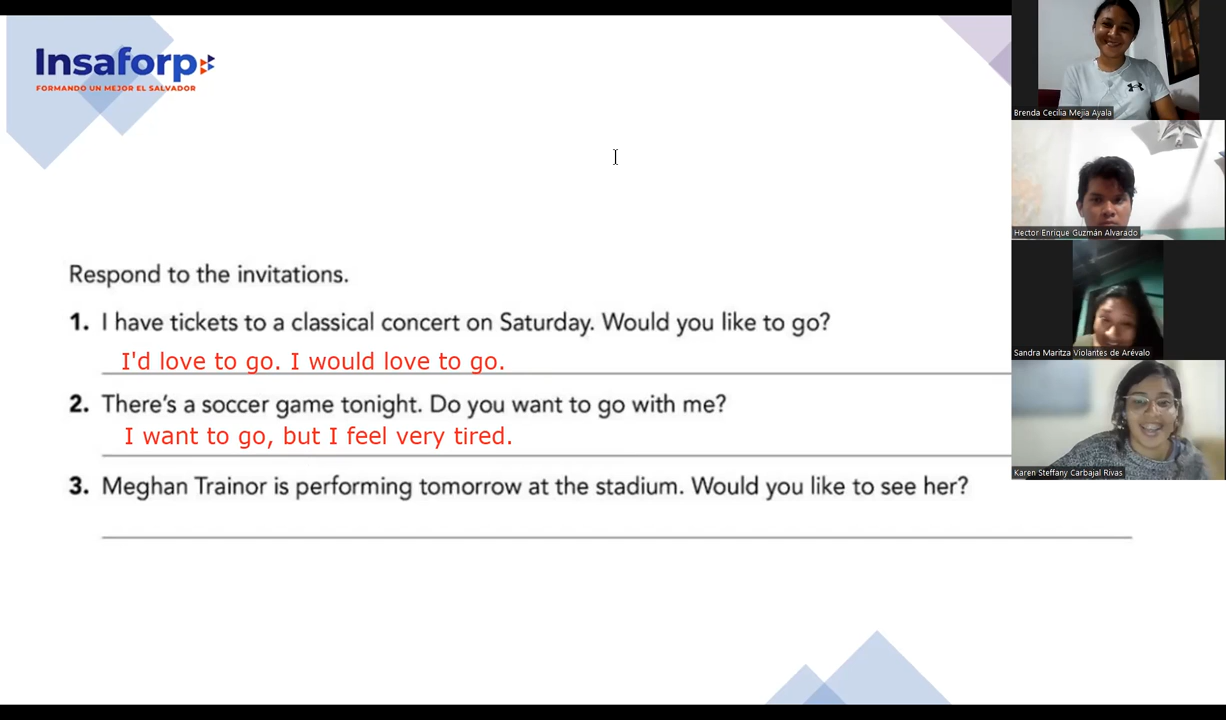 Insaforp
FORMANDO UN MEJOR EL SALVADOR
Respond to the invitations.
1. I have tickets to a classical concert on Saturday. Would you like to go?
I'd love to go. I would love to go.
2. There's a soccer game tonight. Do you want to go with me?
I want to go, but I feel very tired.
3. Meghan Trainor is performing tomorrow at the stadium. Would you like to see her?
Brenda Cecilia Mejia Ayala
Hector Enrique Guzmán Alvarado
Sandra Maritza Violantes de Arévalo
Karen Steffany Carbajal Rivas